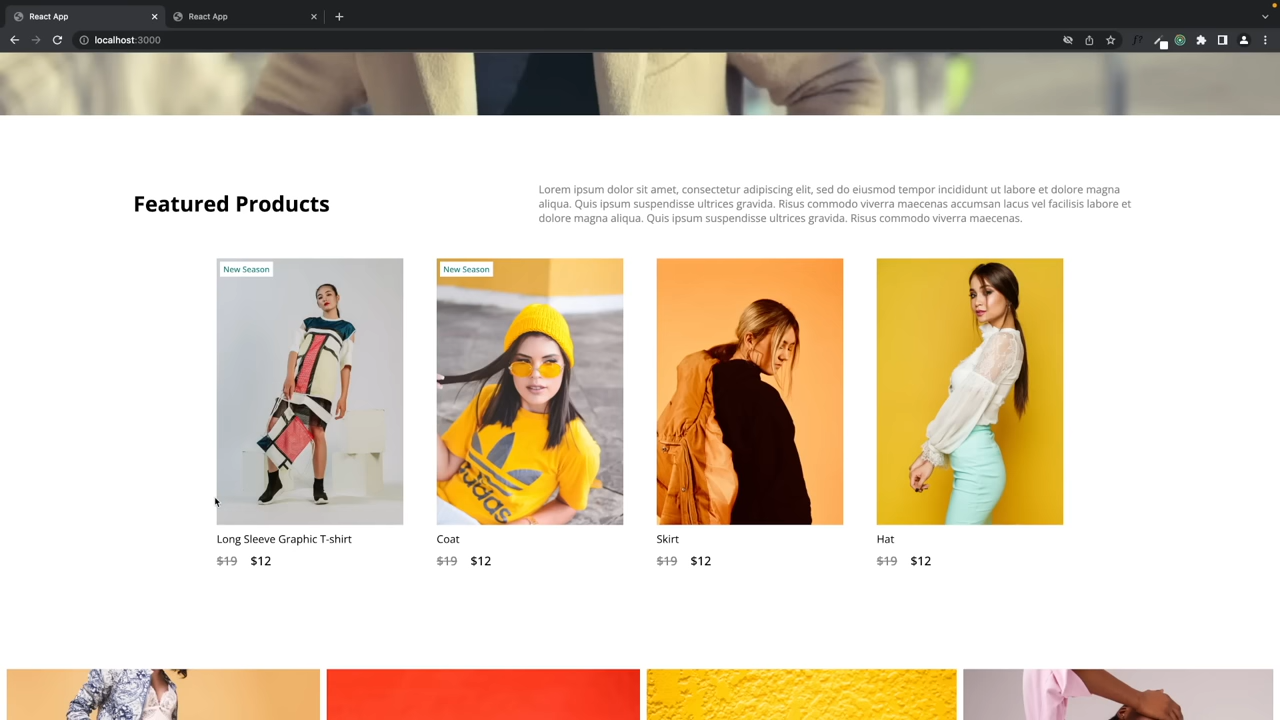 React App
React App
localhost:3000
f?
Featured Products
Lorem ipsum dolor sit amet, consectetur adipiscing elit, sed do eiusmod tempor incididunt ut labore et dolore magna
aliqua. Quis ipsum suspendisse ultrices gravida. Risus commodo viverra maecenas accumsan lacus vel facilisis labore et
dolore magna aliqua. Quis ipsum suspendisse ultrices gravida. Risus commodo viverra maecenas.
New Season
New Season
adidas
Long Sleeve Graphic T-shirt
$19 $12
Coat
$19 $12
Skirt
$19 $12
Hat
$19 $12